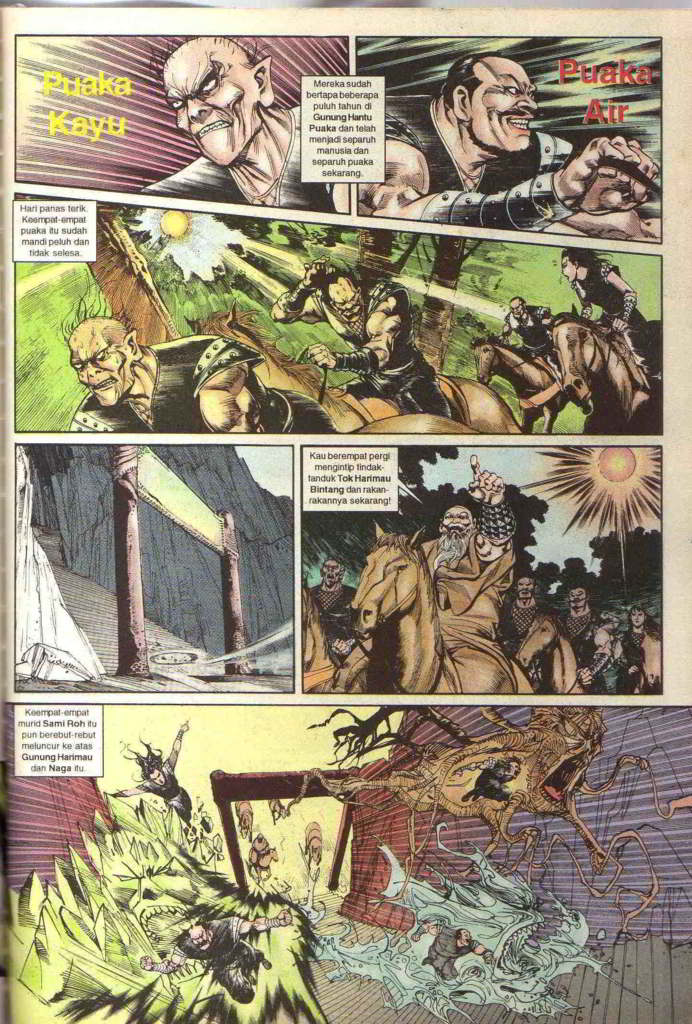 Puaka
Kayu
Mereka sudah
bertapa beberapa
puluh tahun di
Gunung Hantu
Puaka dan telah
menjadi separuh
manusia dan
separuh puaka
sekarang.
Puaka
Air
Hari panas terik.
Keempat-empat
puaka itu sudah
mandi peluh dan
tidak selesa.
Kau berempat pergi
mengintip tindak-
tanduk Tok Harimau
Bintang dan rakan-
rakannya sekarang!
Keempat-empat
murid Sami Roh itu
pun berebut-rebut
meluncur ke atas
Gunung Harimau
dan Naga itu.